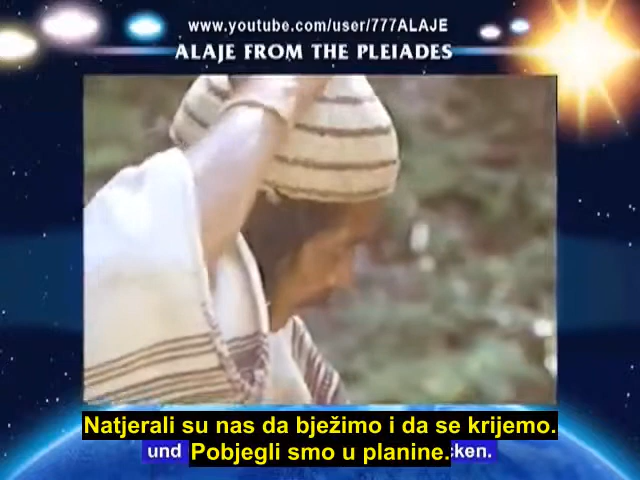 www.youtube.com/user/777ALAJE
ALAJE FROM THE PLEIADES
Natjerali su nas da bježimo i da se krijemo.
und Pobjegli smo u planine. cken.